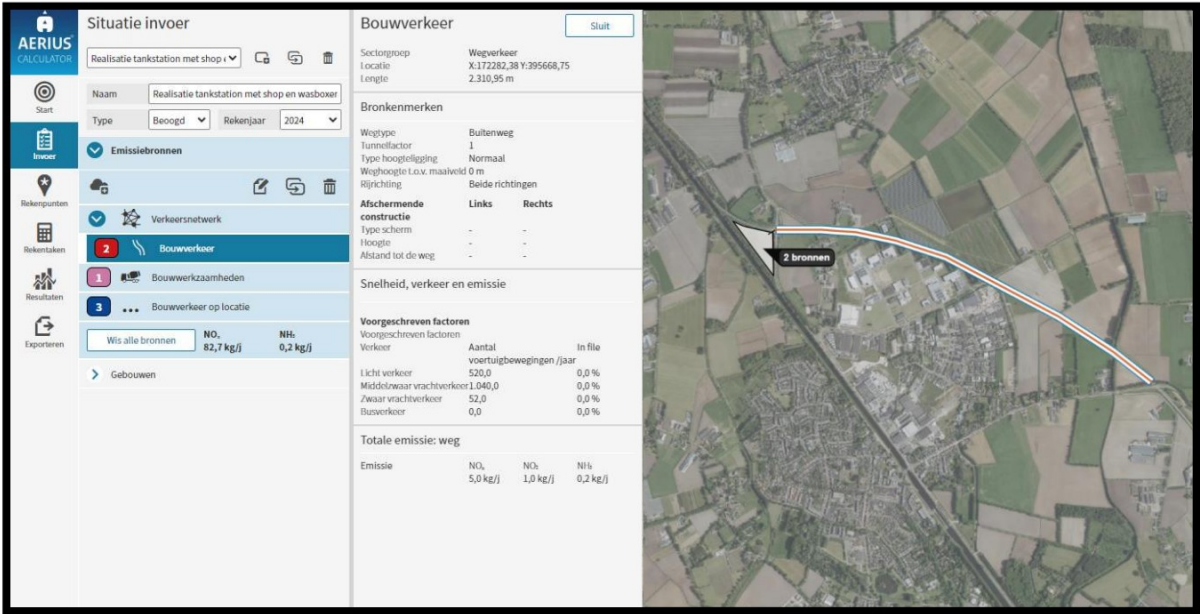 AERIUS
CALCULATOR
Start
Invoer
Rekenpunten
Rekentaken
Resultaten
Exporteren
Situatie invoer
Realisatie tankstation met shop
Naam Realisatie tankstation met shop en wasboxer
Type Beoogd Rekenjaar 2024
Emissiebronnen
Verkeersnetwerk
2 Bouwverkeer
1 Bouwwerkzaamheden
3 Bouwverkeer op locatie
Wis alle bronnen NOₓ NH₃
82,7 kg/j 0,2 kg/j
Gebouwen
Bouwverkeer Sluit
Sectorgroep Wegverkeer
Locatie X:172282,38 Y:395668,75
Lengte 2.310,95 m
Bronkenmerken
Wegtype Buitenweg
Tunnelfactor 1
Type hoogteligging Normaal
Weghoogte t.o.v. maaiveld 0 m
Rijrichting Beide richtingen
Afschermende Links Rechts
constructie
Type scherm - -
Hoogte - -
Afstand tot de weg - -
Snelheid, verkeer en emissie
Voorgeschreven factoren
Voorgeschreven factoren
Verkeer Aantal In file
voertuigbewegingen /jaar
Licht verkeer 520,0 0,0 %
Middelzwaar vrachtverkeer 1.040,0 0,0 %
Zwaar vrachtverkeer 52,0 0,0 %
Busverkeer 0,0 0,0 %
Totale emissie: weg
Emissie NOₓ NO₂ NH₃
5,0 kg/j 1,0 kg/j 0,2 kg/j
2 bronnen